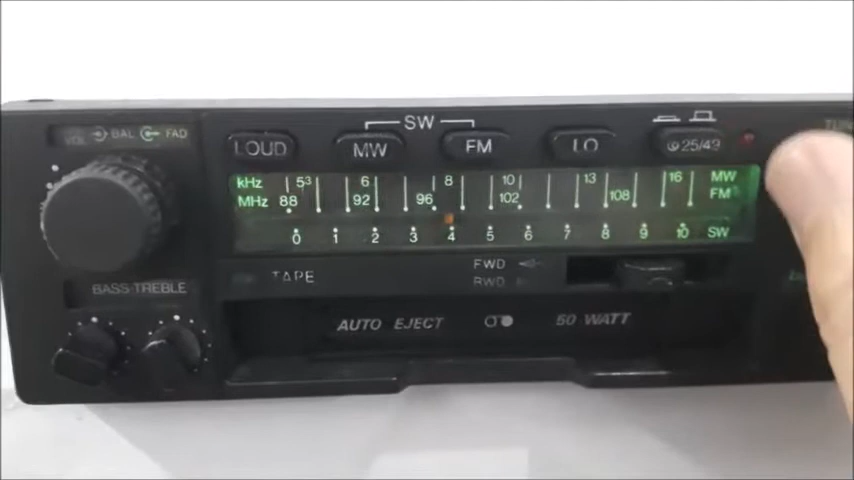 SW
VOL BAL FAD
LOUD MW FM LO 25/49
kHz 53 6 8 10 13 16 MW
MHz 88 92 96 102 108 FM
0 1 2 3 4 5 6 7 8 9 10 SW
TAPE FWD
RWD
BASS·TREBLE
AUTO EJECT 50 WATT